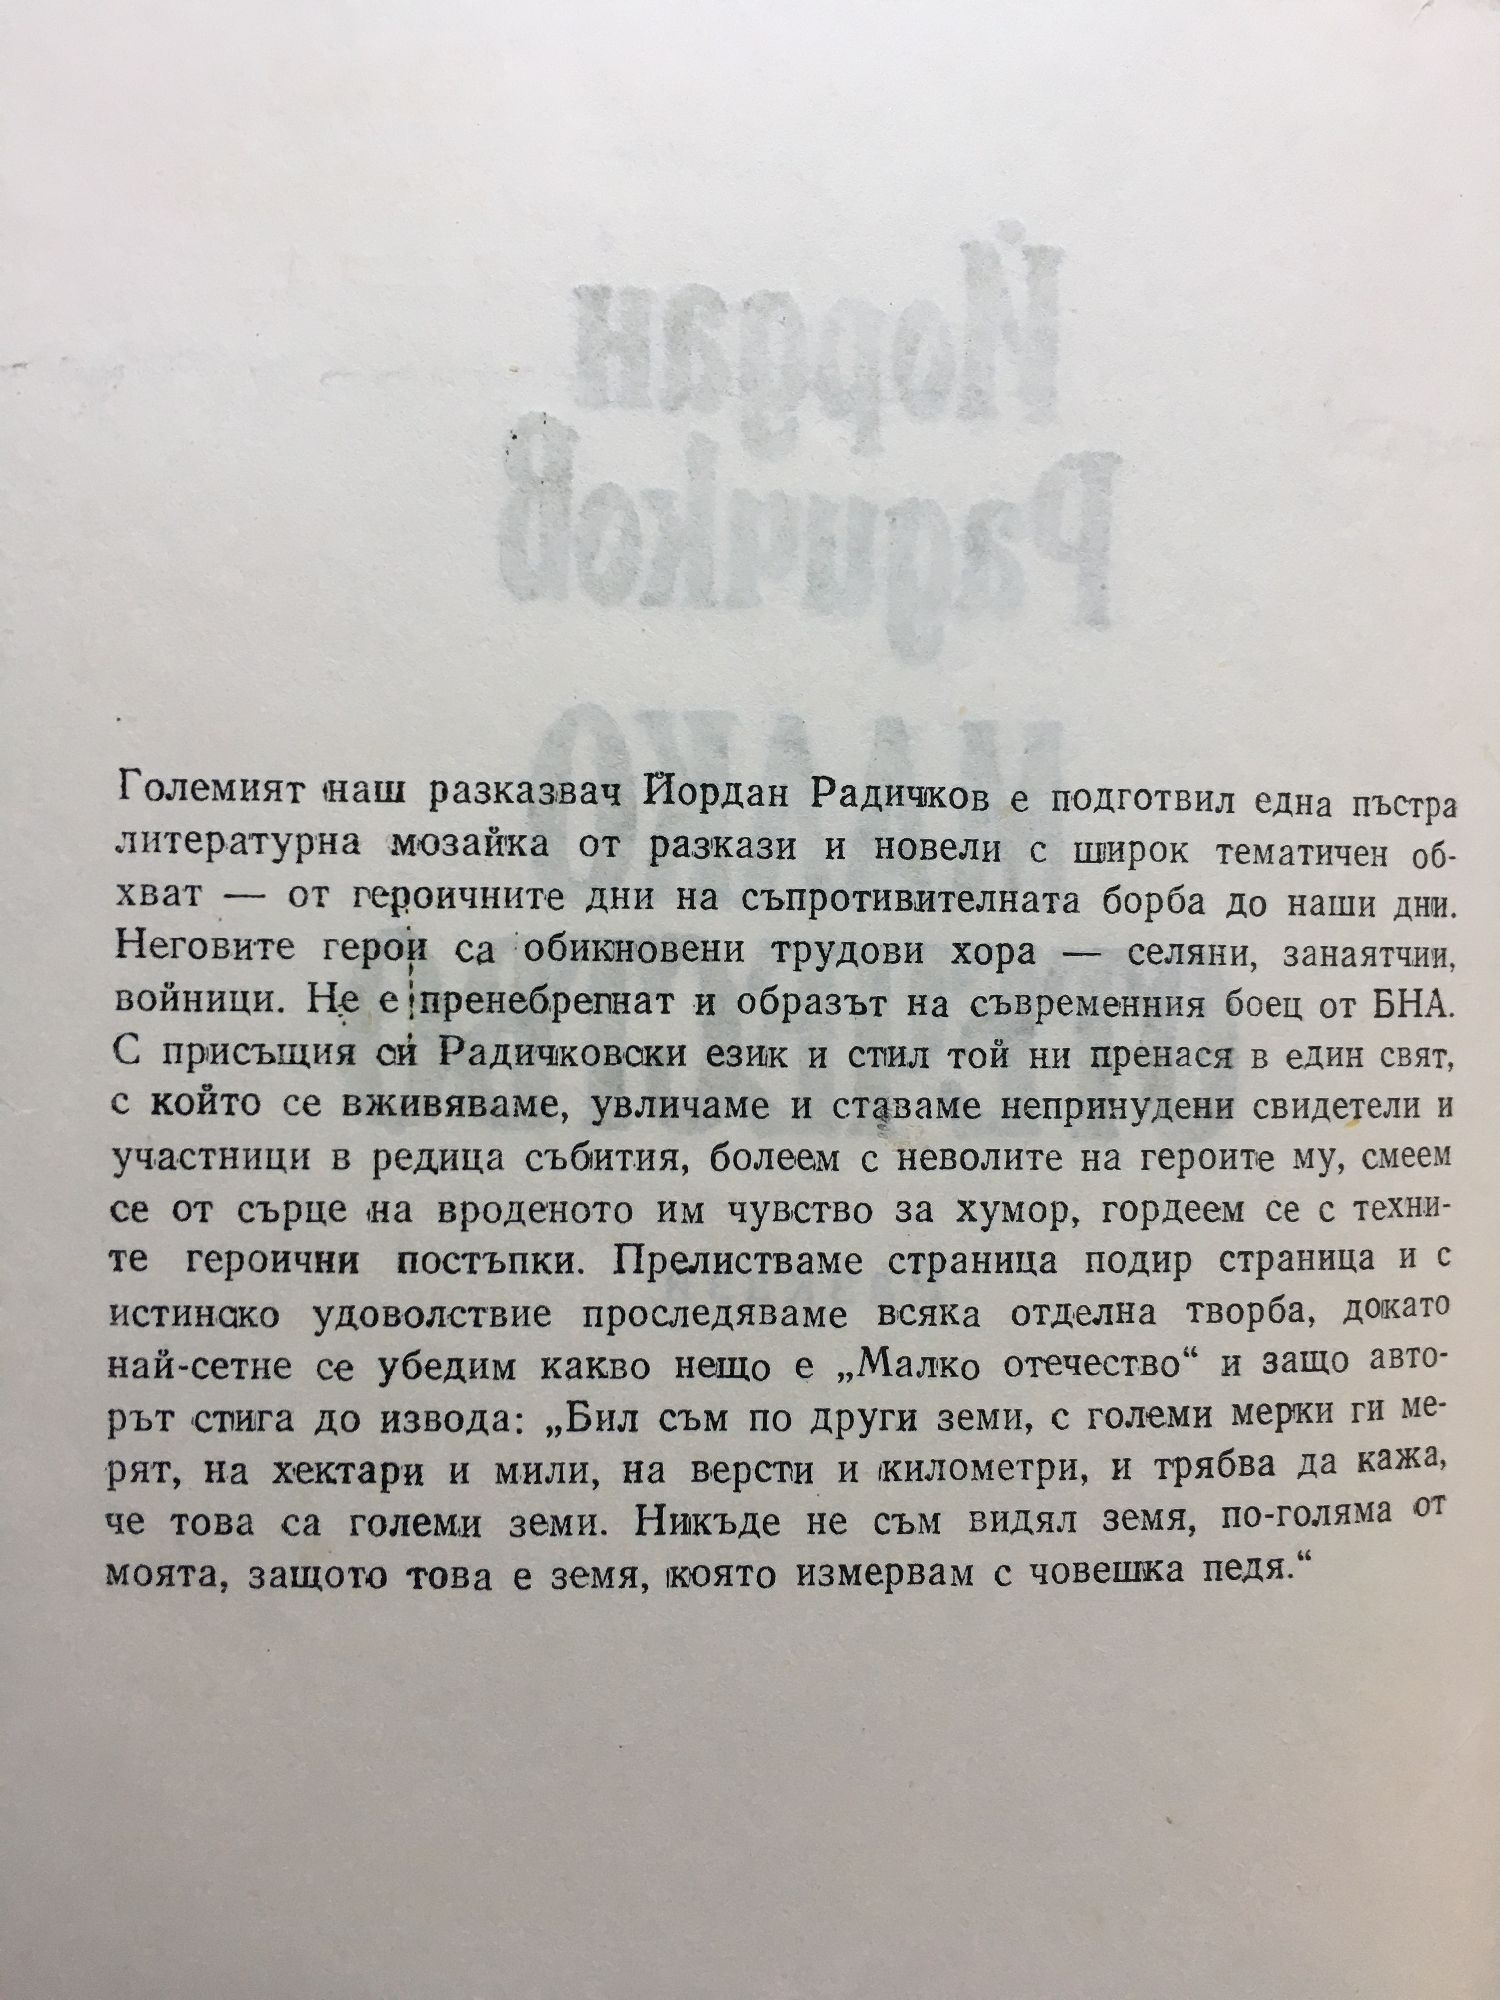 Йордан
Радичков
МАЛКО
Големият наш разказвач Йордан Радичков е подготвил една пъстра
литературна мозайка от разкази и новели с широк тематичен об-
хват — от героичните дни на съпротивителната борба до наши дни.
Неговите герои са обикновени трудови хора — селяни, занаятчии,
войници. Не е пренебрегнат и образът на съвременния боец от БНА.
С присъщия си Радичковски език и стил той ни пренася в един свят,
с който се вживяваме, увличаме и ставаме непринудени свидетели и
участници в редица събития, болеем с неволите на героите му, смеем
се от сърце на вроденото им чувство за хумор, гордеем се с техни-
те героични постъпки. Прелистваме страница подир страница и с
истинско удоволствие проследяваме всяка отделна творба, докато
най-сетне се убедим какво нещо е „Малко отечество“ и защо авто-
рът стига до извода: „Бил съм по други земи, с големи мерки ги ме-
рят, на хектари и мили, на версти и километри, и трябва да кажа,
че това са големи земи. Никъде не съм видял земя, по-голяма от
моята, защото това е земя, която измервам с човешка педя.“